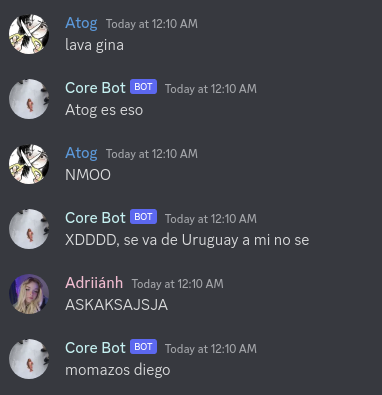 Atog Today at 12:10 AM
lava gina
Core Bot BOT Today at 12:10 AM
Atog es eso
Atog Today at 12:10 AM
NMOO
Core Bot BOT Today at 12:10 AM
XDDDD, se va de Uruguay a mi no se
Adriiánh Today at 12:10 AM
ASKAKSAJSJA
Core Bot BOT Today at 12:10 AM
momazos diego